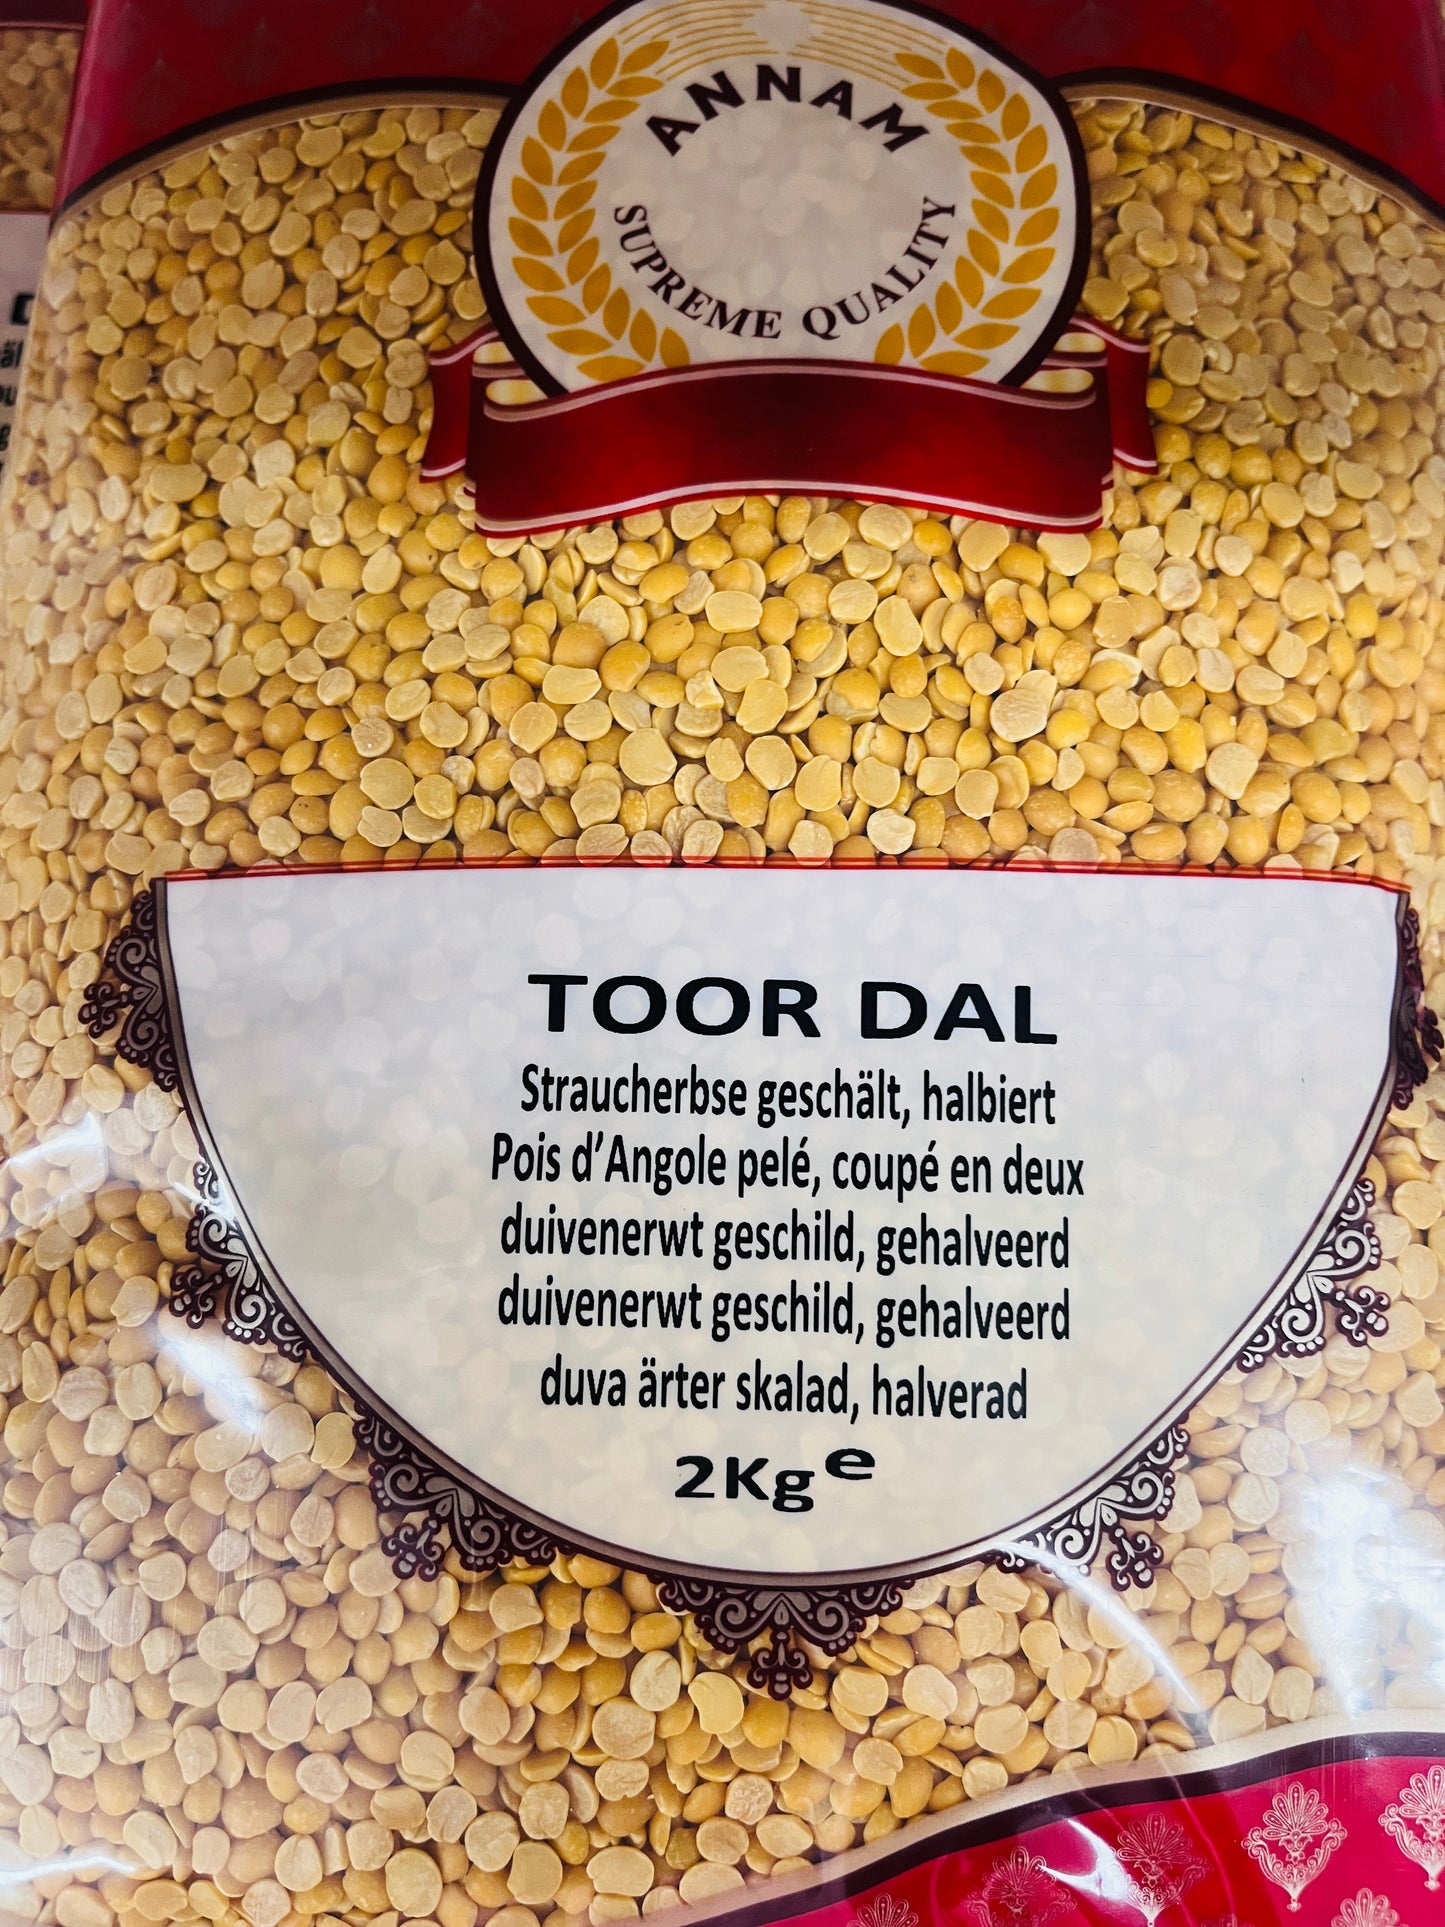 ANNAM
SUPREME QUALITY
TOOR DAL
Straucherbse geschält, halbiert
Pois d'Angole pelé, coupé en deux
duivenerwt geschild, gehalveerd
duivenerwt geschild, gehalveerd
duva ärter skalad, halverad
2Kg e